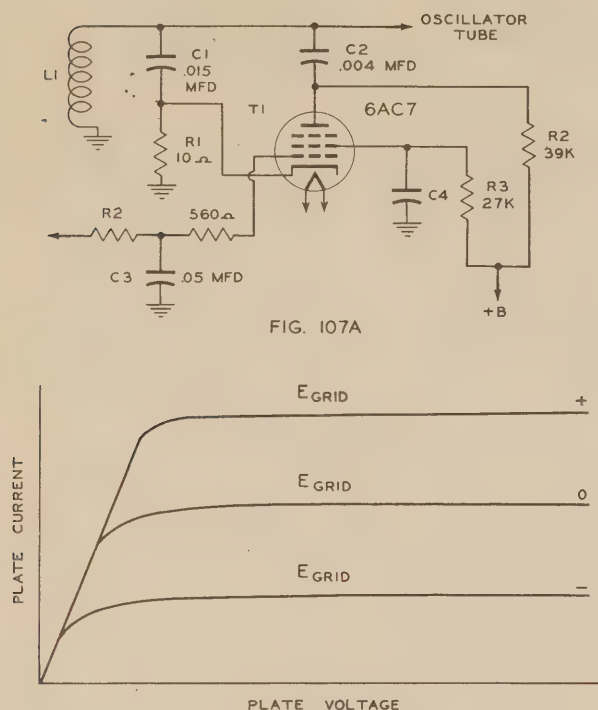 OSCILLATOR
TUBE
C1
.015
MFD
C2
.004 MFD
L1
T1
6AC7
R1
10Ω
R2
39K
R3
27K
C4
R2
560Ω
C3
.05 MFD
+B
FIG. 107A
E GRID
+
E GRID
0
E GRID
−
PLATE CURRENT
PLATE VOLTAGE